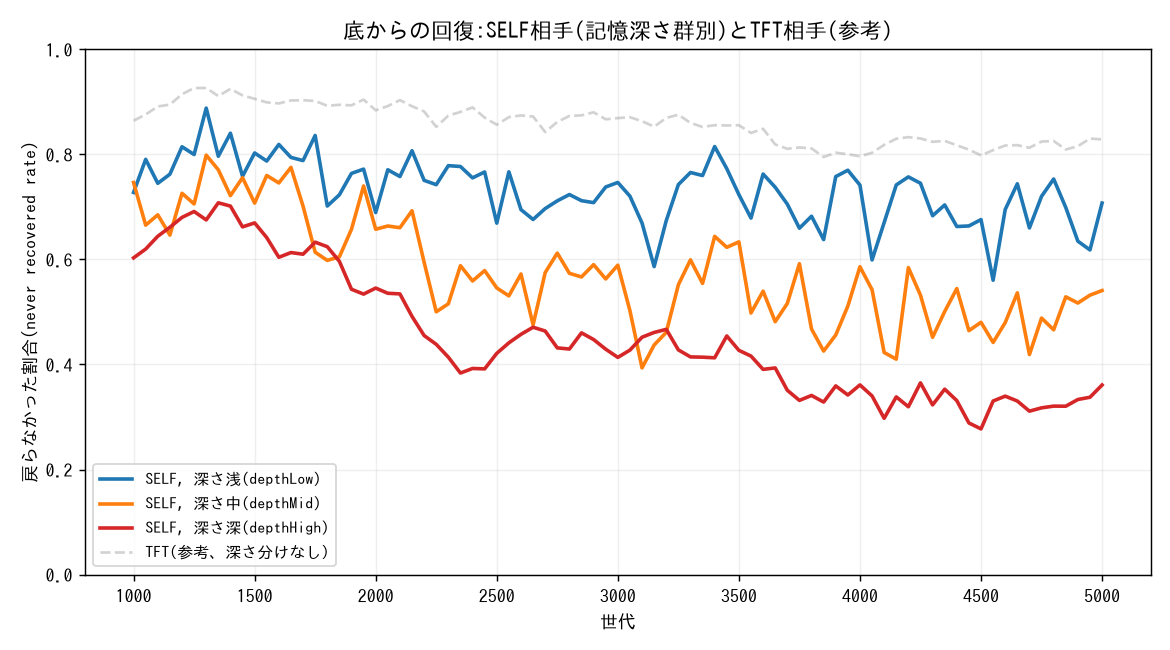 底からの回復:SELF相手(記憶深さ群別)とTFT相手(参考)
戻らなかった割合(never recovered rate)
1.0
0.8
0.6
0.4
0.2
0.0
SELF, 深さ浅(depthLow)
SELF, 深さ中(depthMid)
SELF, 深さ深(depthHigh)
TFT(参考、深さ分けなし)
1000
1500
2000
2500
3000
3500
4000
4500
5000
世代